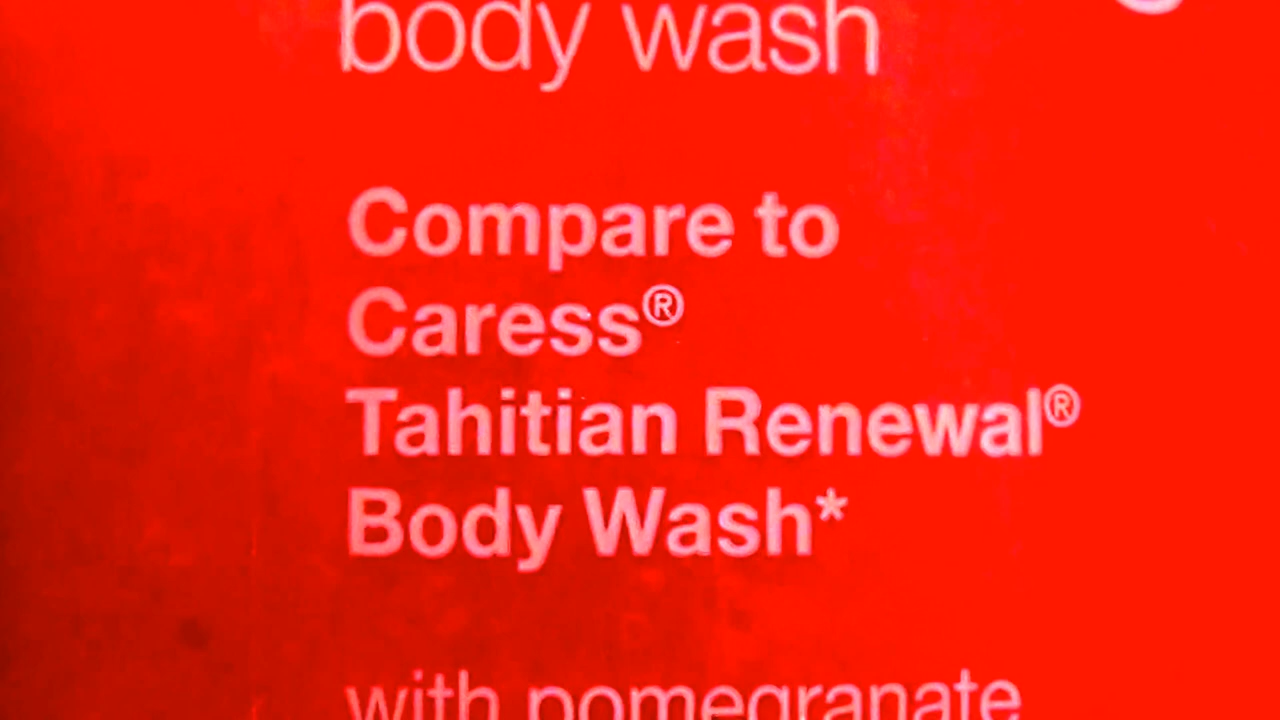 body wash
Compare to
Caress®
Tahitian Renewal®
Body Wash*
with pomegranate